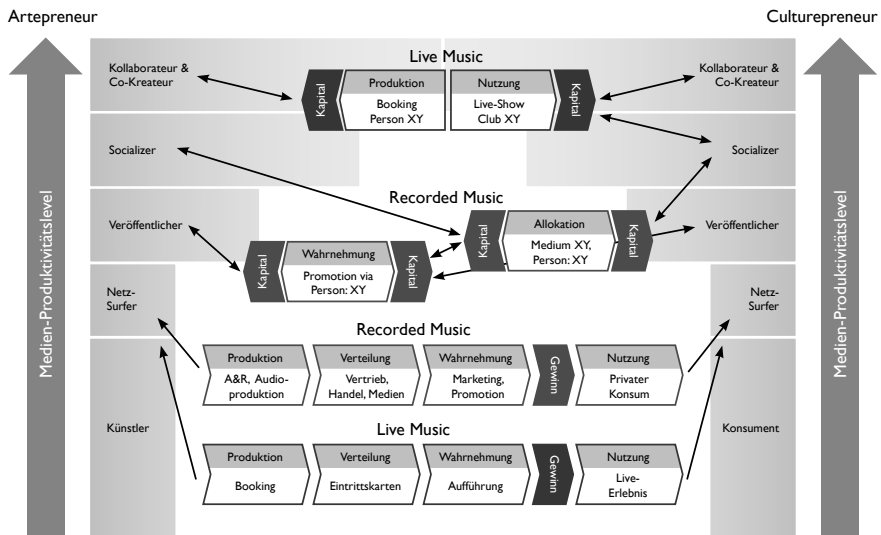 Artepreneur
Culturepreneur
Live Music
Kollaborateur &
Co-Kreateur
Kapital
Produktion
Booking
Person XY
Nutzung
Live-Show
Club XY
Kapital
Kollaborateur &
Co-Kreateur
Socializer
Socializer
Recorded Music
Veröffentlicher
Kapital
Wahrnehmung
Promotion via
Person: XY
Kapital
Kapital
Allokation
Medium XY,
Person: XY
Kapital
Veröffentlicher
Medien-Produktivitätslevel
Medien-Produktivitätslevel
Netz-
Surfer
Netz-
Surfer
Recorded Music
Produktion
A&R, Audio-
produktion
Verteilung
Vertrieb,
Handel, Medien
Wahrnehmung
Marketing,
Promotion
Gewinn
Nutzung
Privater
Konsum
Künstler
Konsument
Live Music
Produktion
Booking
Verteilung
Eintrittskarten
Wahrnehmung
Aufführung
Gewinn
Nutzung
Live-
Erlebnis